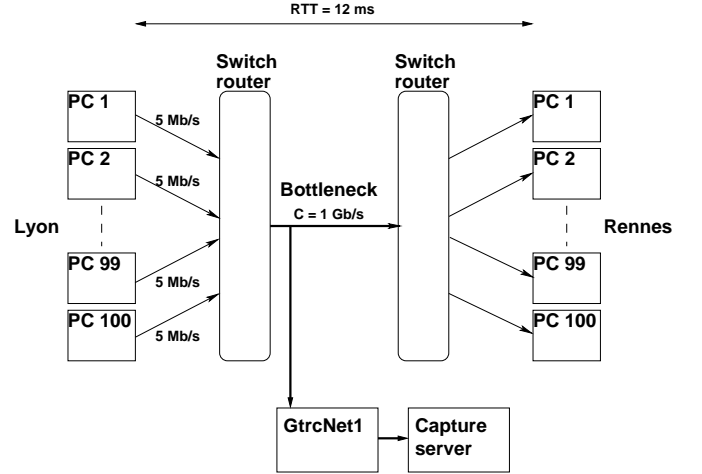 RTT = 12 ms
Switch
router
Switch
router
PC 1
5 Mb/s
PC 1
PC 2
5 Mb/s
PC 2
Bottleneck
C = 1 Gb/s
Lyon
Rennes
PC 99
5 Mb/s
PC 99
PC 100
5 Mb/s
PC 100
GtrcNet1
Capture
server